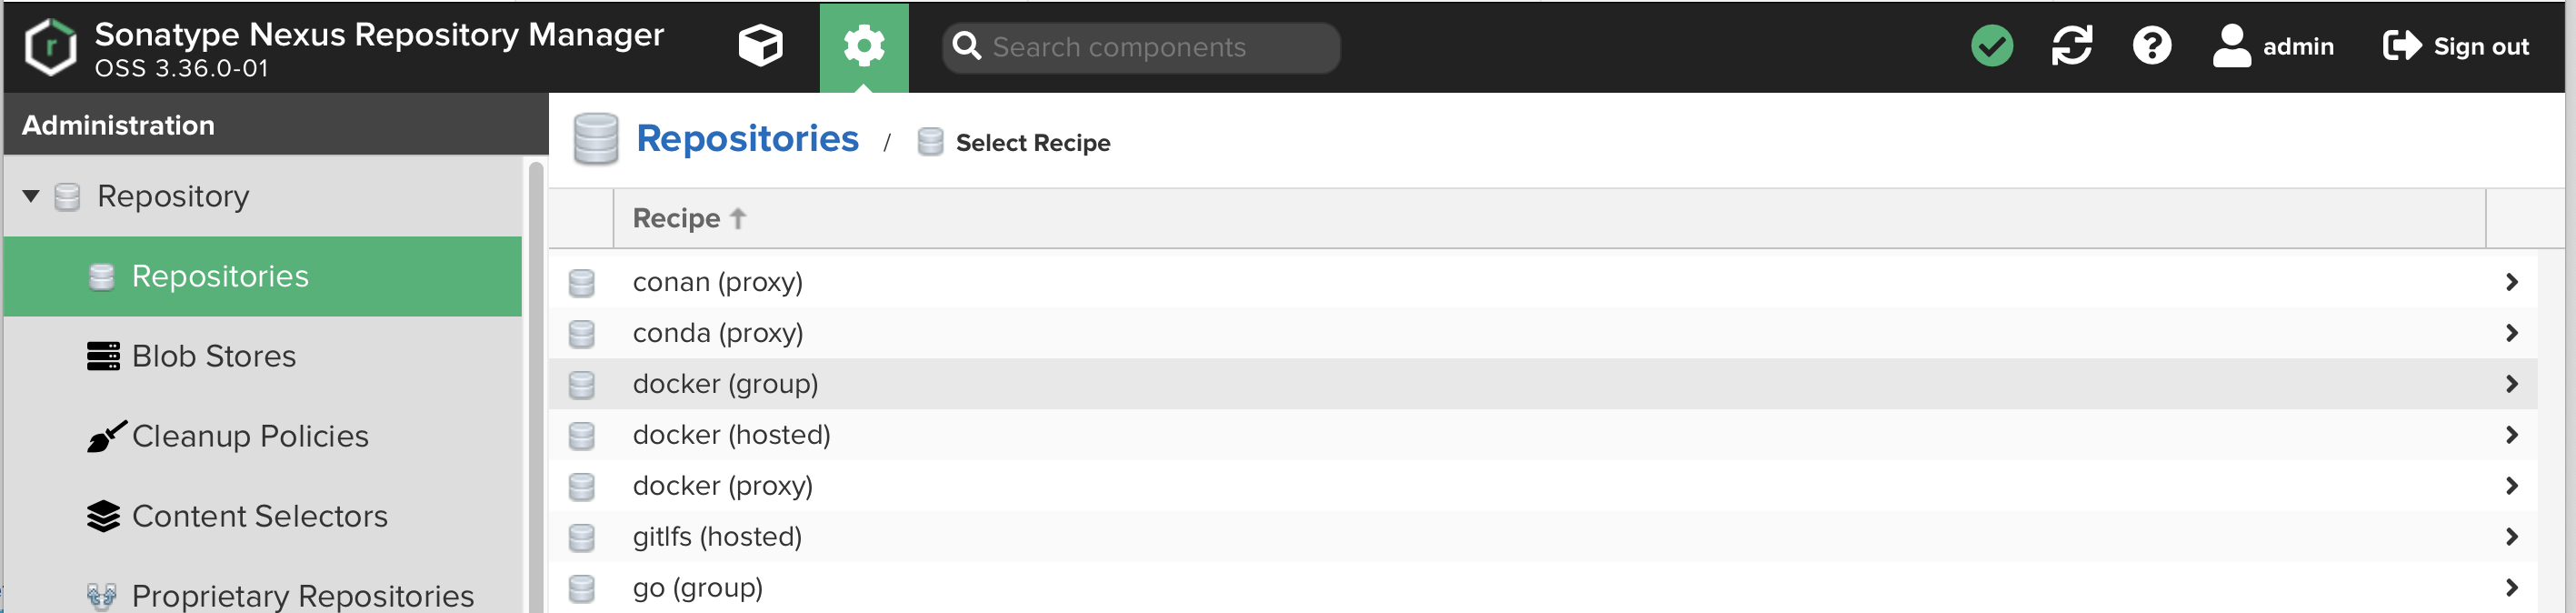 Sonatype Nexus Repository Manager
OSS 3.36.0-01
Search components
admin
Sign out
Administration
Repositories / Select Recipe
Repository
Recipe
Repositories
conan (proxy)
conda (proxy)
Blob Stores
docker (group)
Cleanup Policies
docker (hosted)
docker (proxy)
Content Selectors
gitlfs (hosted)
Proprietary Repositories
go (group)